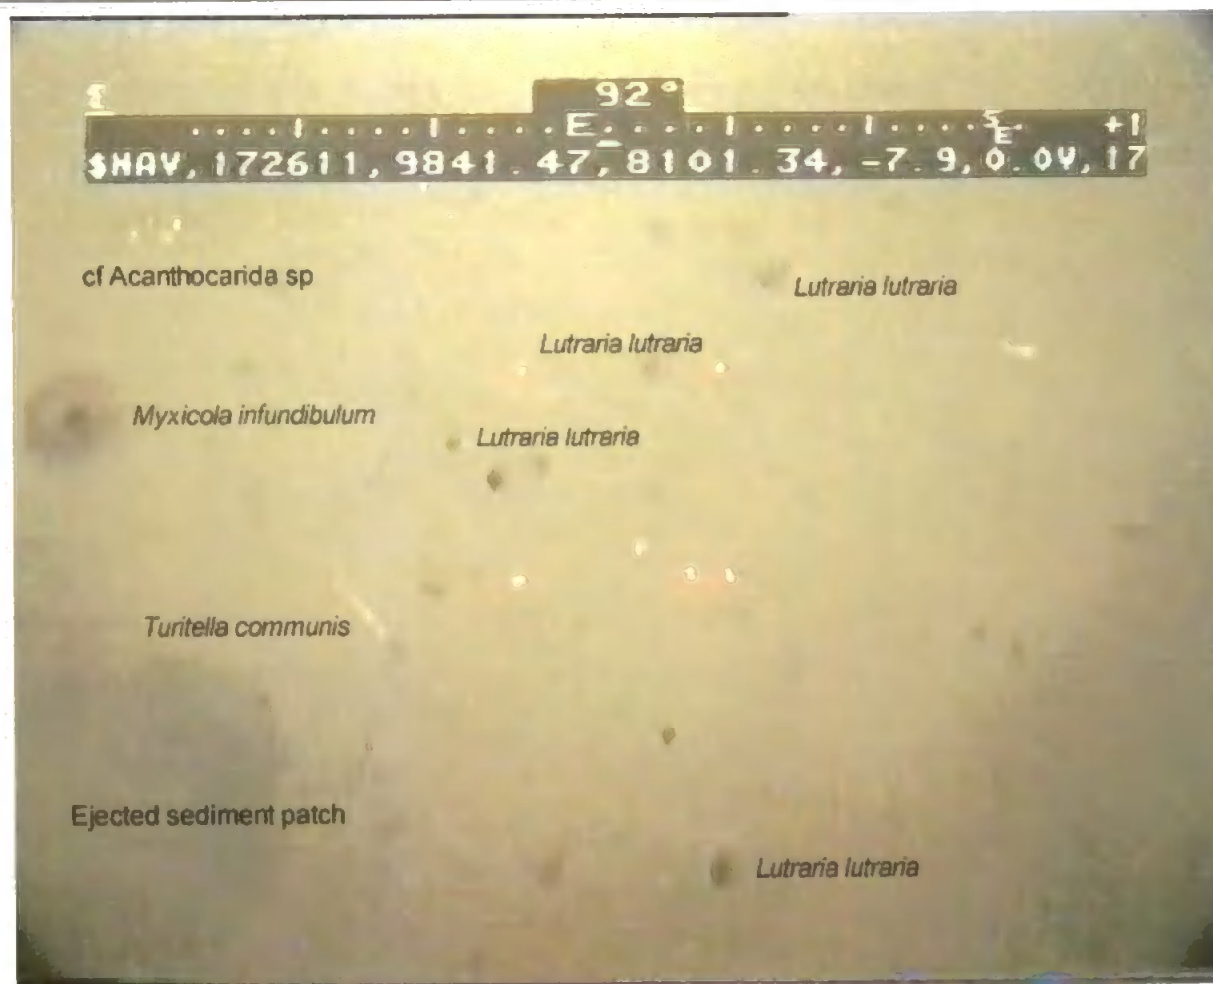 92°
E SE +1
$NAV,172611,9841.47,8101.34,-7.9,0.0V,17
cf Acanthocarida sp
Lutraria lutraria
Lutraria lutraria
Myxicola infundibulum
Lutraria lutraria
Turitella communis
Ejected sediment patch
Lutraria lutraria